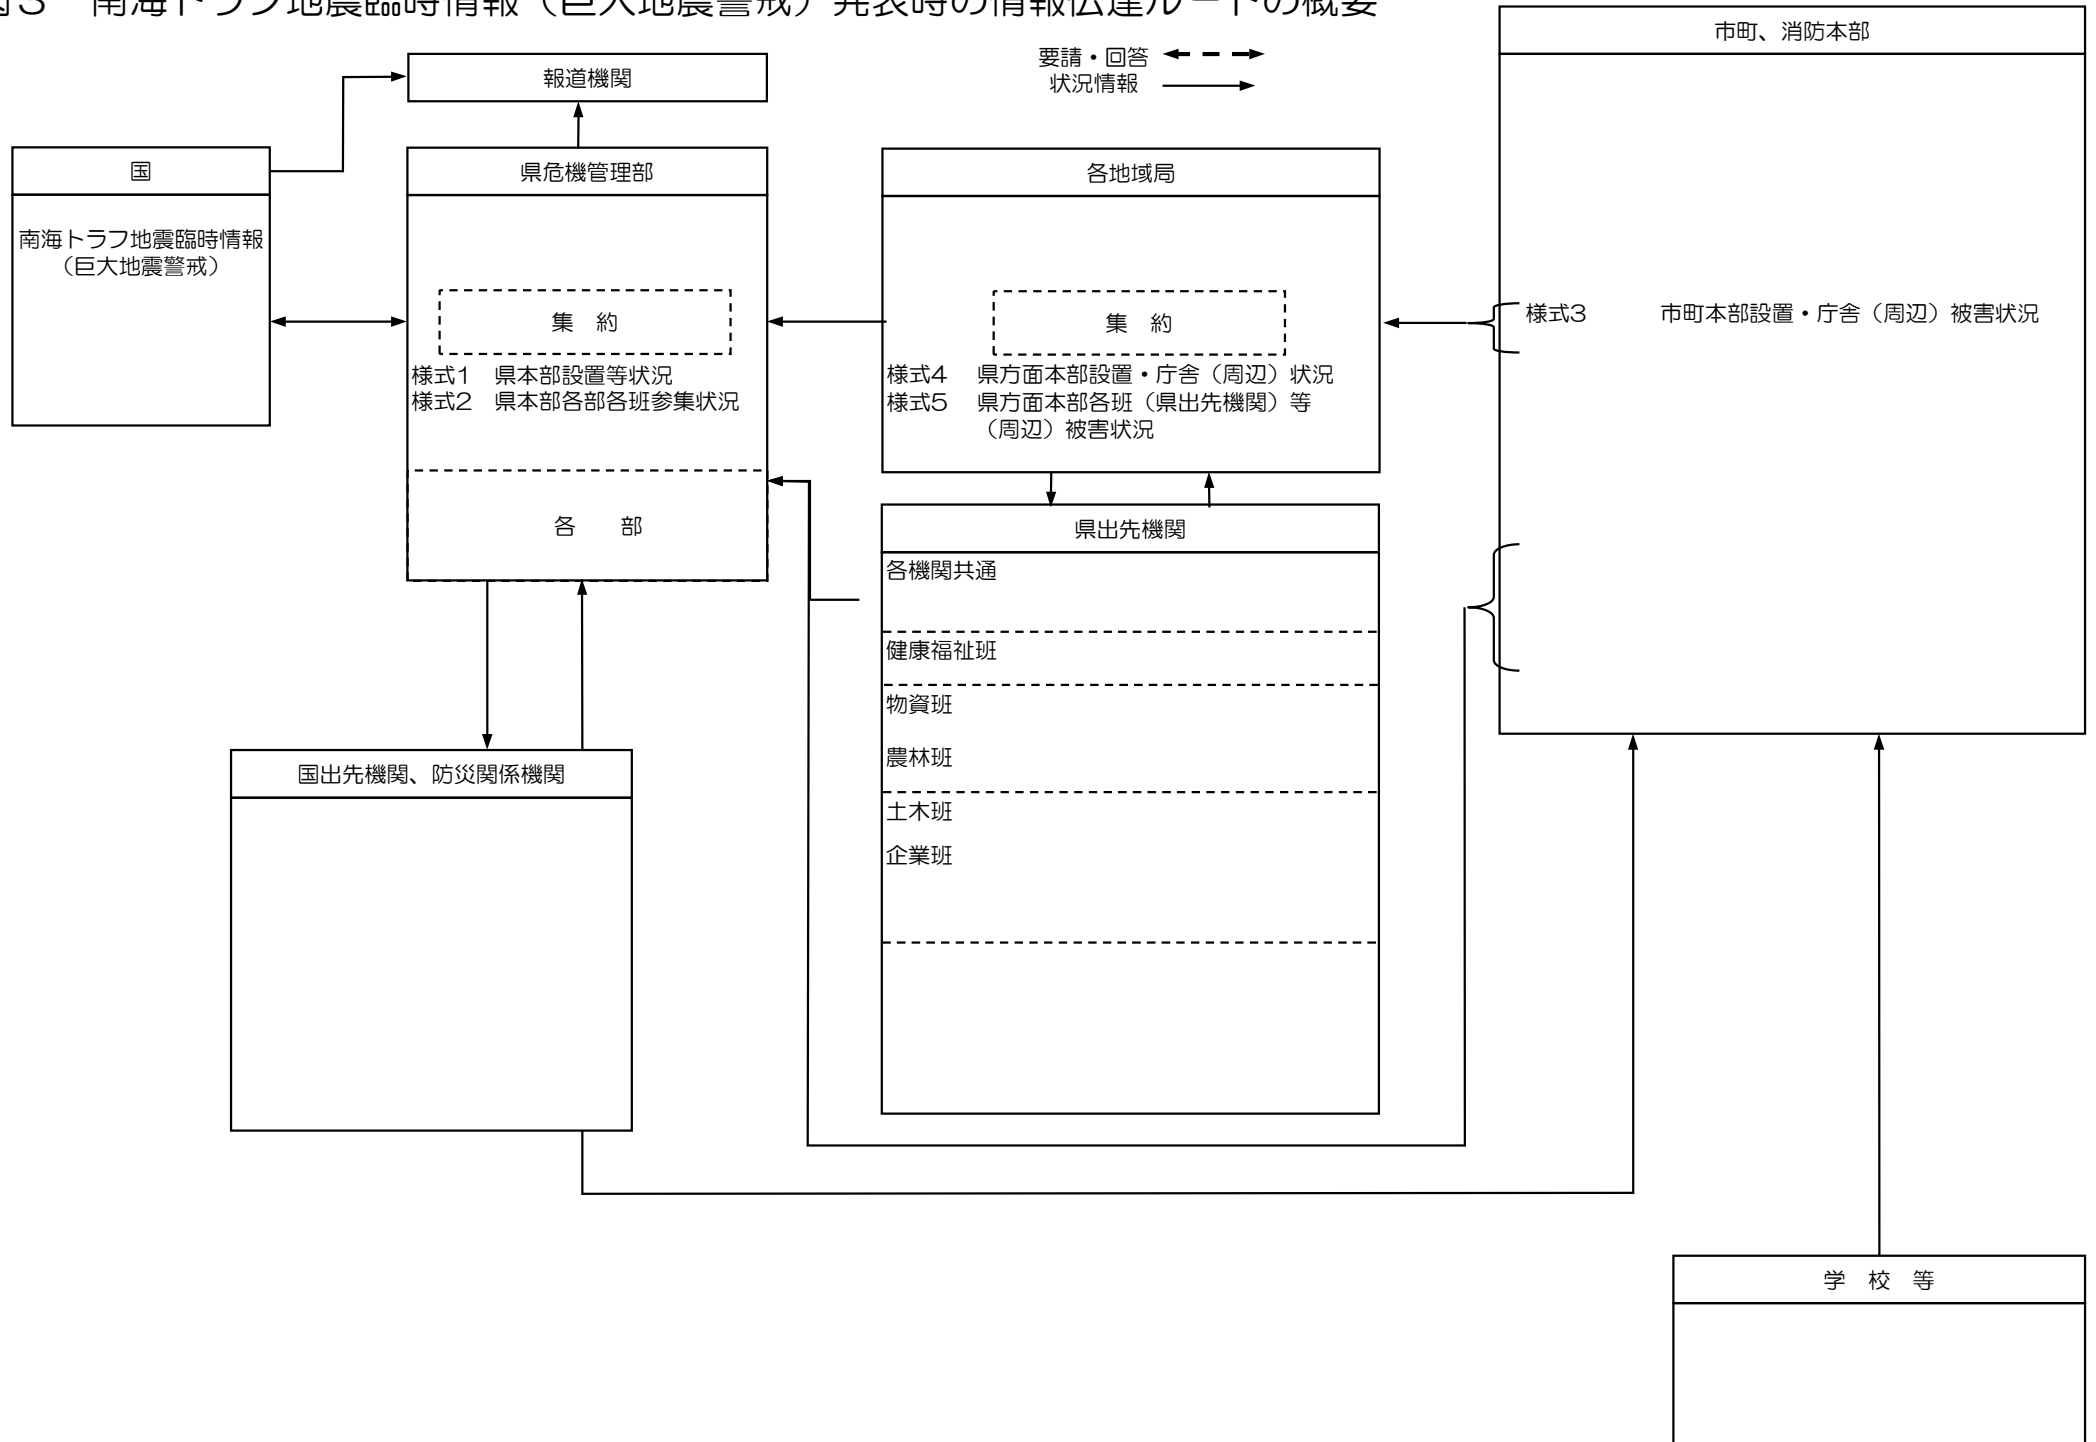 3 南海トラフ地震臨時情報（巨大地震警戒）発表時の情報伝達ルートの概要
要請・回答
状況情報
市町、消防本部
報道機関
国
県危機管理部
各地域局
南海トラフ地震臨時情報
（巨大地震警戒）
集　約
集　約
様式3　市町本部設置・庁舎（周辺）被害状況
様式1　県本部設置等状況
様式2　県本部各部各班参集状況
様式4　県方面本部設置・庁舎（周辺）状況
様式5　県方面本部各班（県出先機関）等
（周辺）被害状況
各　部
県出先機関
各機関共通
健康福祉班
物資班
農林班
土木班
企業班
国出先機関、防災関係機関
学　校　等